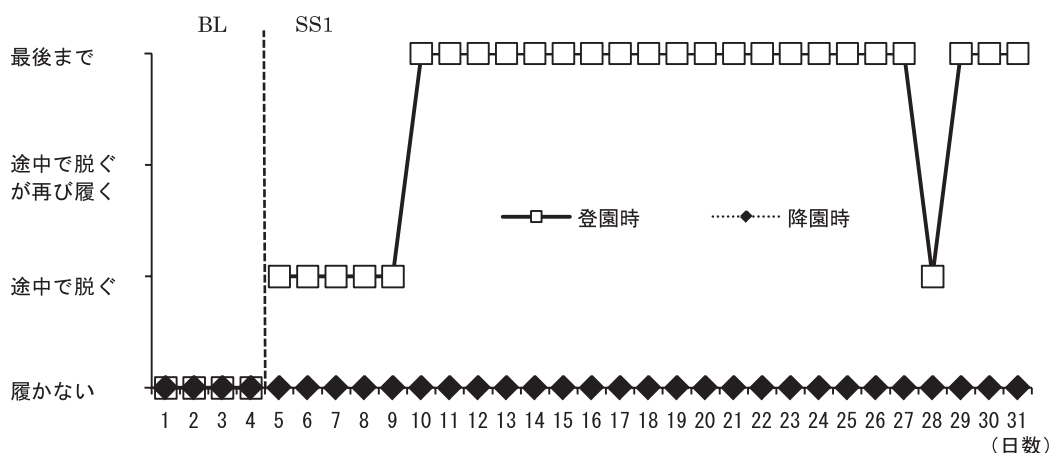 BL SS1
最後まで
途中で脱ぐ
が再び履く
登園時 降園時
途中で脱ぐ
履かない
1 2 3 4 5 6 7 8 9 10 11 12 13 14 15 16 17 18 19 20 21 22 23 24 25 26 27 28 29 30 31
（日数）